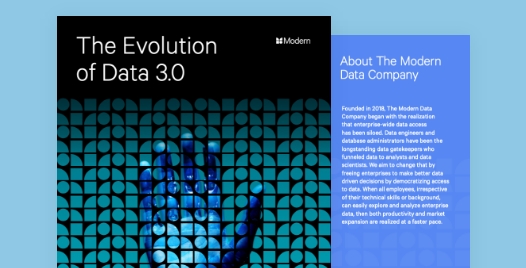 The Evolution
of Data 3.0
Modern
About The Modern
Data Company
Founded in 2018, The Modern Data
Company began with the realization
that enterprise-wide data access
has been siloed. Data engineers and
database administrators have been the
longstanding data gatekeepers who
funneled data to analysts and data
scientists. We aim to change that by
freeing enterprises to make better data
driven decisions by democratizing access
to data. When all employees, irrespective
of their technical skills or background,
can easily explore and analyze enterprise
data, then both productivity and market
expansion are realized at a faster pace.